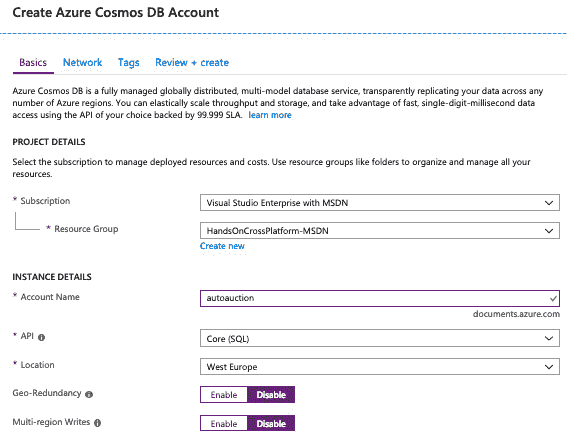 Create Azure Cosmos DB Account
Basics Network Tags Review + create
Azure Cosmos DB is a fully managed globally distributed, multi-model database service, transparently replicating your data across any
number of Azure regions. You can elastically scale throughput and storage, and take advantage of fast, single-digit-millisecond data
access using the API of your choice backed by 99.999 SLA. learn more
PROJECT DETAILS
Select the subscription to manage deployed resources and costs. Use resource groups like folders to organize and manage all your
resources.
* Subscription Visual Studio Enterprise with MSDN
* Resource Group HandsOnCrossPlatform-MSDN
Create new
INSTANCE DETAILS
* Account Name autoauction
documents.azure.com
* API Core (SQL)
* Location West Europe
Geo-Redundancy Enable Disable
Multi-region Writes Enable Disable